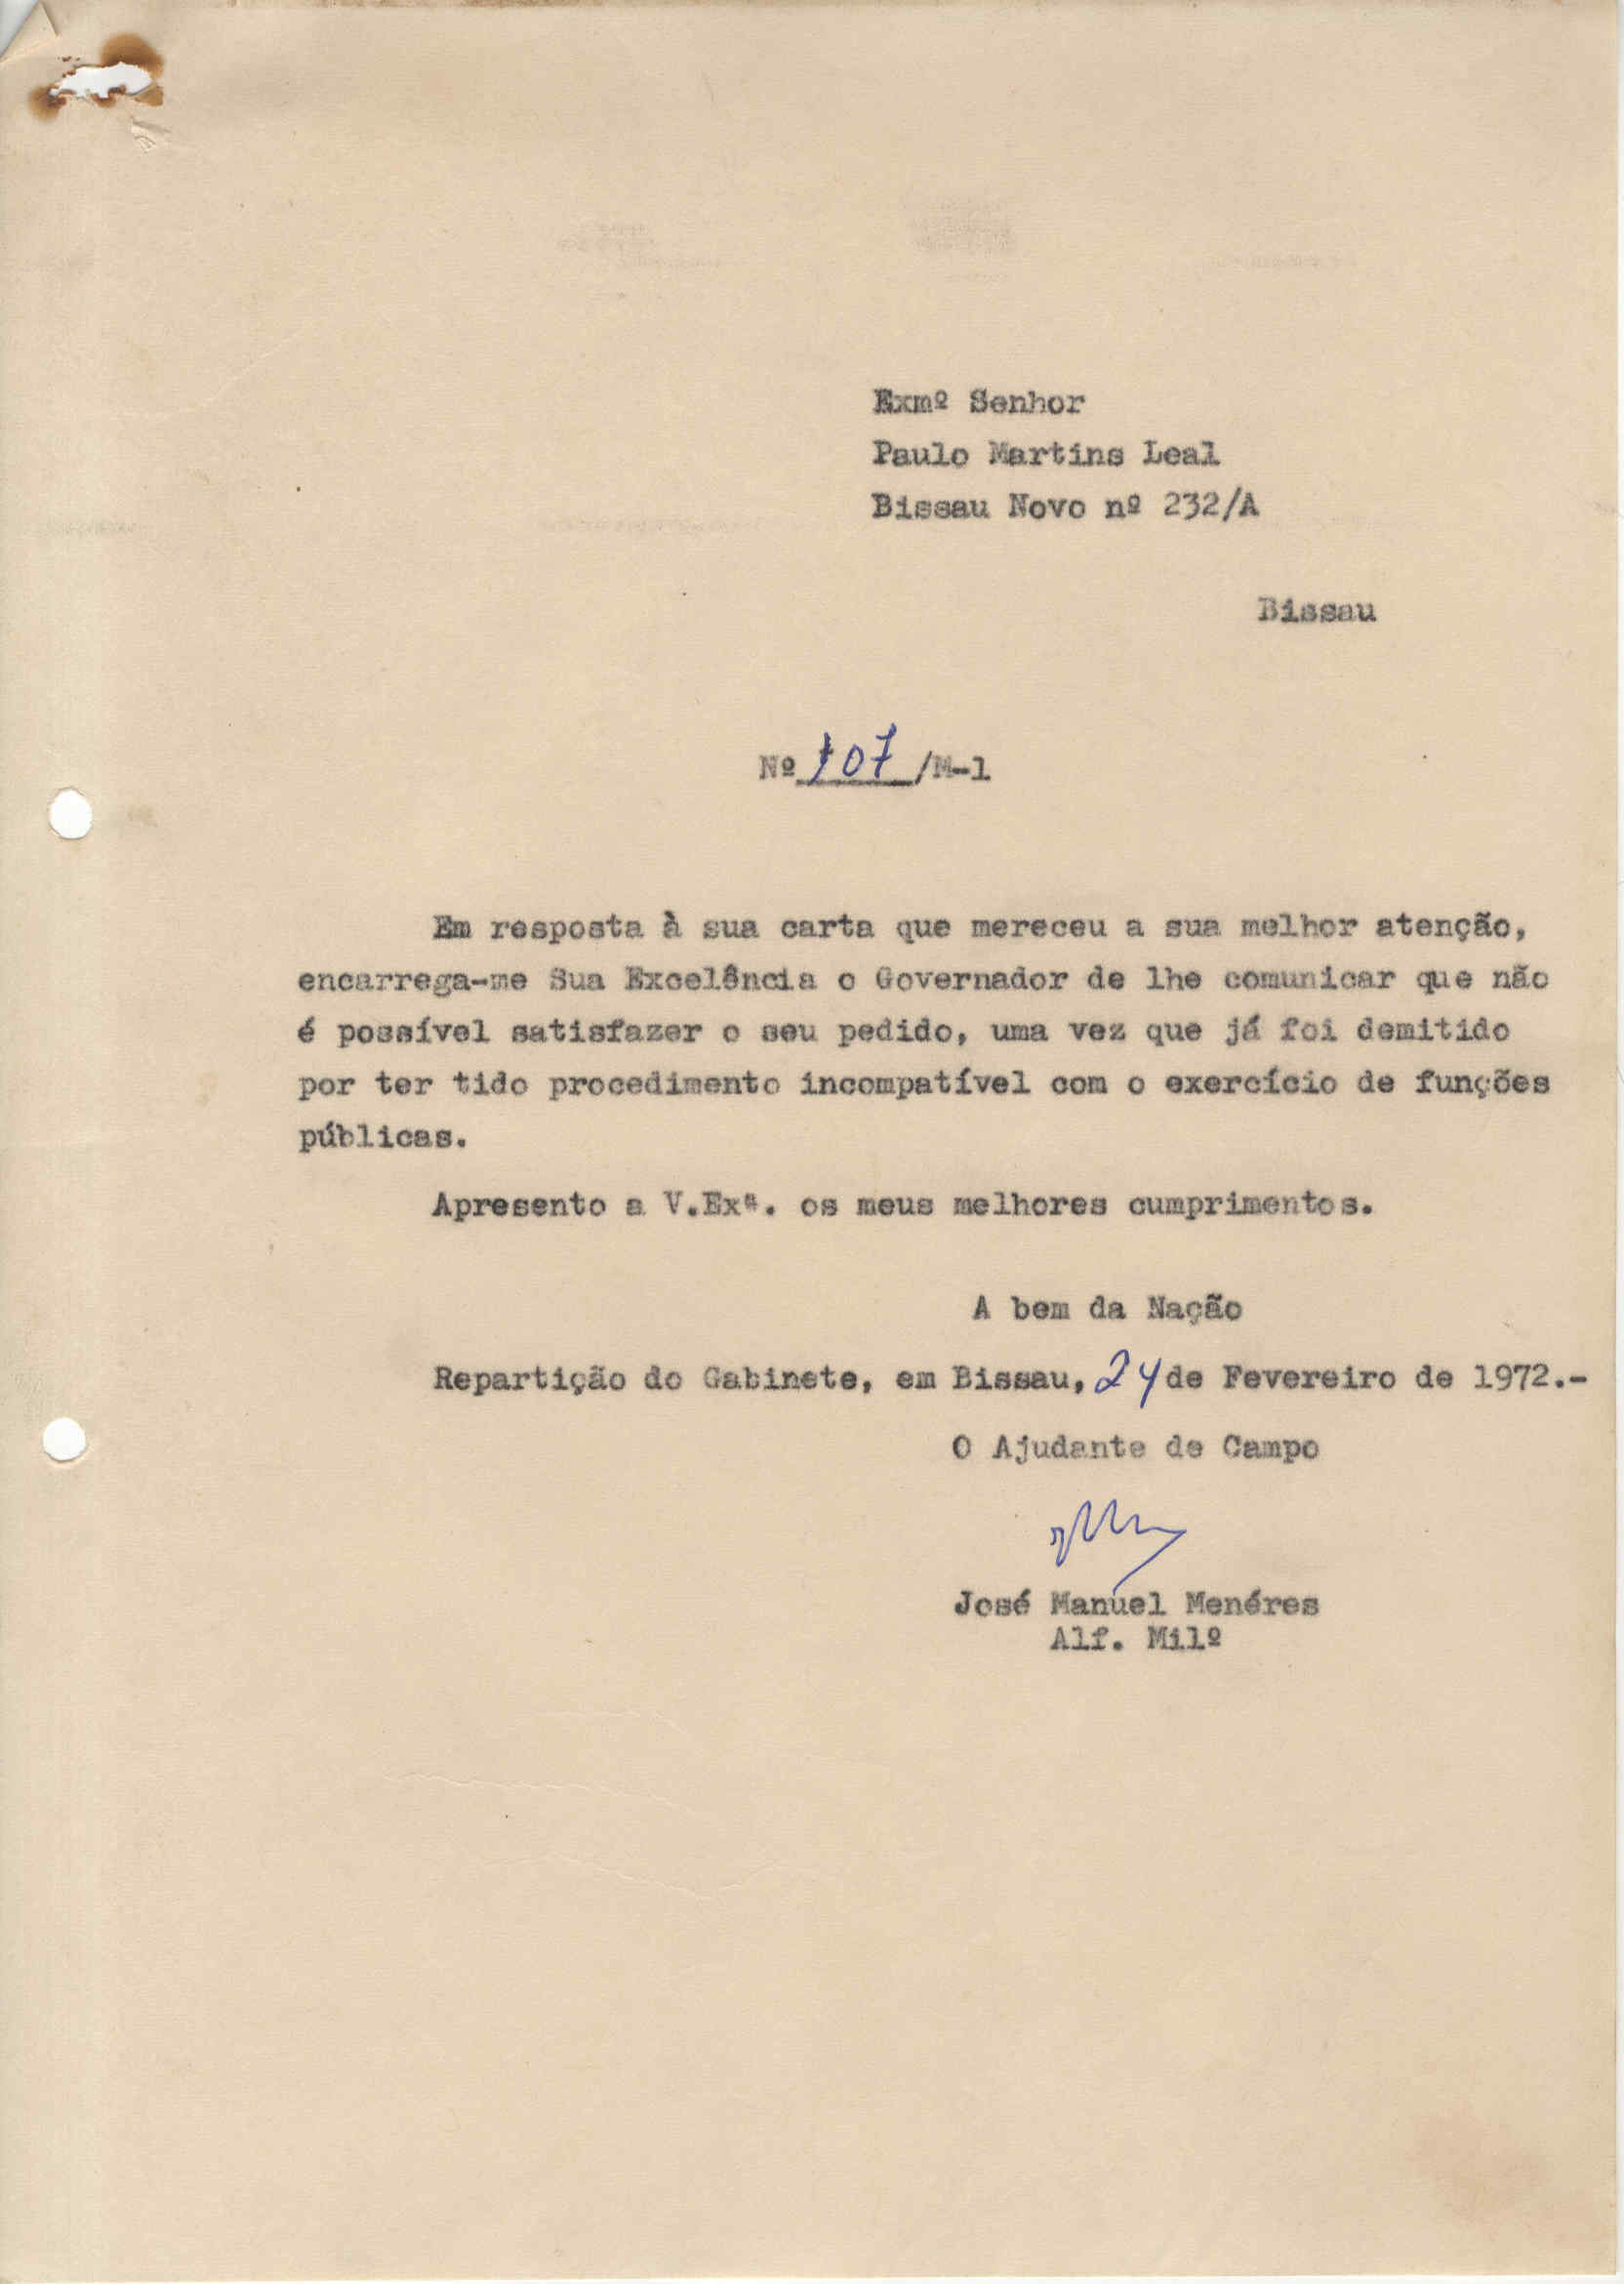 Exmº Senhor
Paulo Martins Leal
Bissau Novo nº 232/A
Bissau
Nº 107/M-1
Em resposta à sua carta que mereceu a sua melhor atenção,
encarrega-me Sua Excelência o Governador de lhe comunicar que não
é possível satisfazer o seu pedido, uma vez que já foi demitido
por ter tido procedimento incompatível com o exercício de funções
públicas.
Apresento a V.Exª. os meus melhores cumprimentos.
A bem da Nação
Repartição do Gabinete, em Bissau, 24 de Fevereiro de 1972.-
O Ajudante de Campo
José Manuel Menéres
Alf. Milº